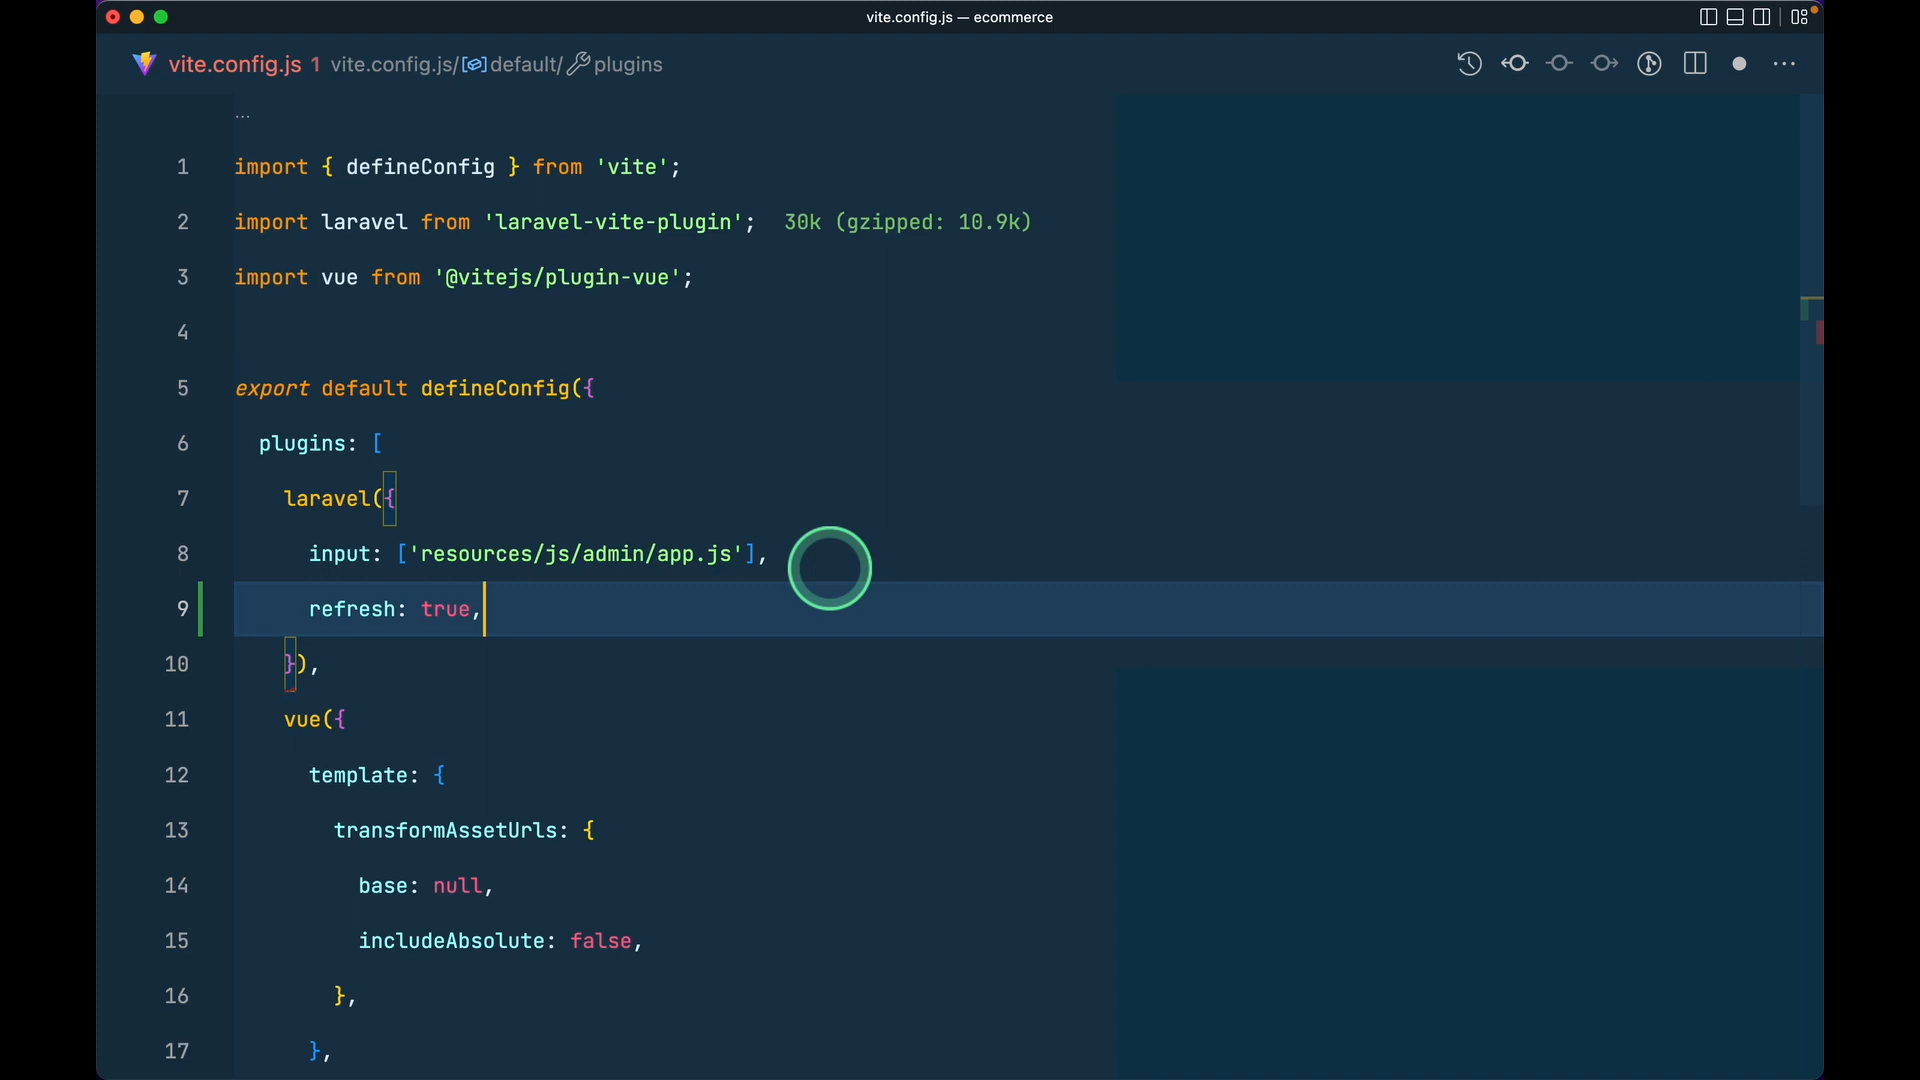 vite.config.js — ecommerce
vite.config.js 1 vite.config.js/default/plugins
...
1 import { defineConfig } from 'vite';
2 import laravel from 'laravel-vite-plugin'; 30k (gzipped: 10.9k)
3 import vue from '@vitejs/plugin-vue';
4
5 export default defineConfig({
6 plugins: [
7 laravel({
8 input: ['resources/js/admin/app.js'],
9 refresh: true,
10 }),
11 vue({
12 template: {
13 transformAssetUrls: {
14 base: null,
15 includeAbsolute: false,
16 },
17 },